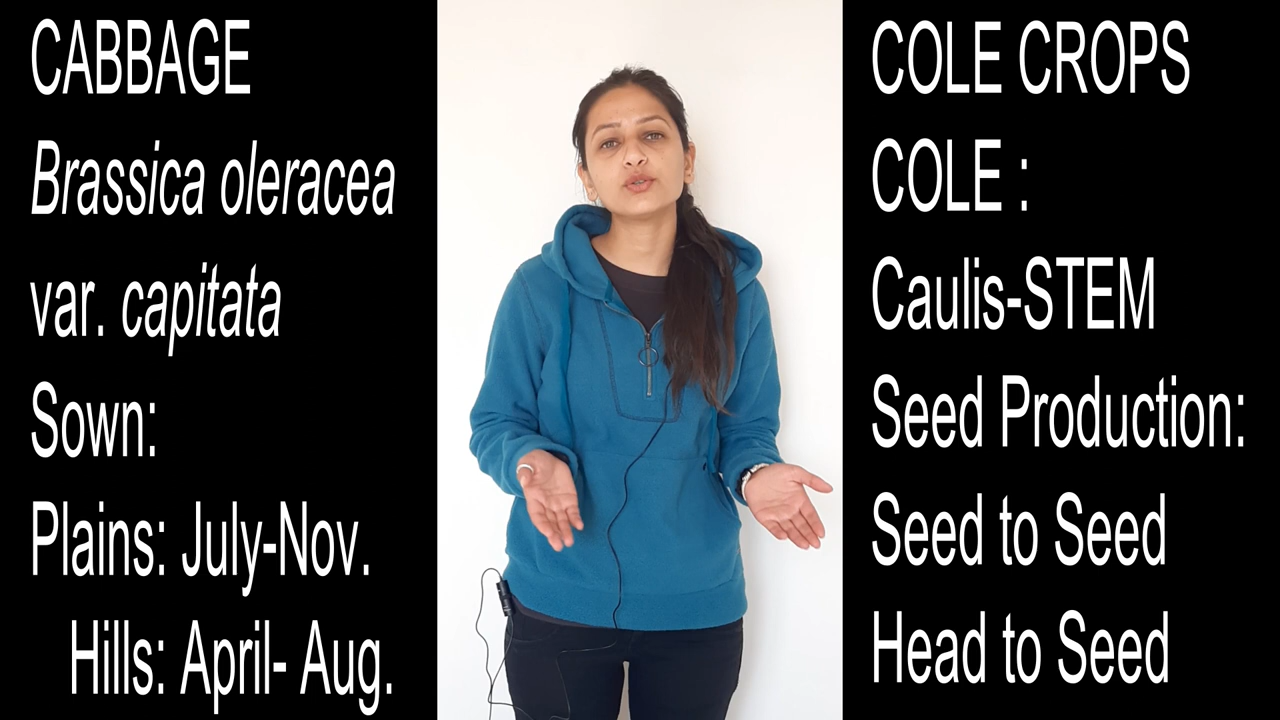 CABBAGE
Brassica oleracea
var. capitata
Sown:
Plains: July-Nov.
Hills: April- Aug.
COLE CROPS
COLE :
Caulis-STEM
Seed Production:
Seed to Seed
Head to Seed